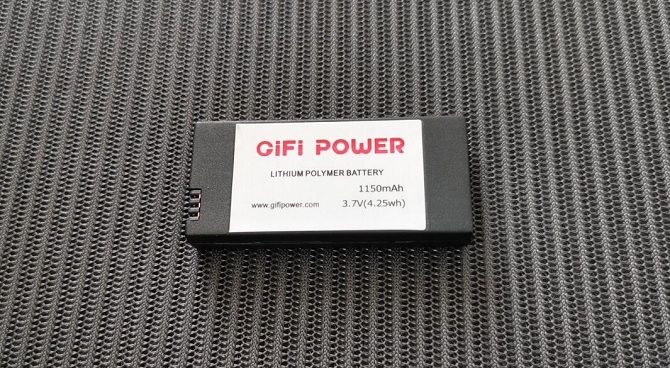 GiFi POWER
LITHIUM POLYMER BATTERY
1150mAh
www.gifipower.com 3.7V(4.25wh)